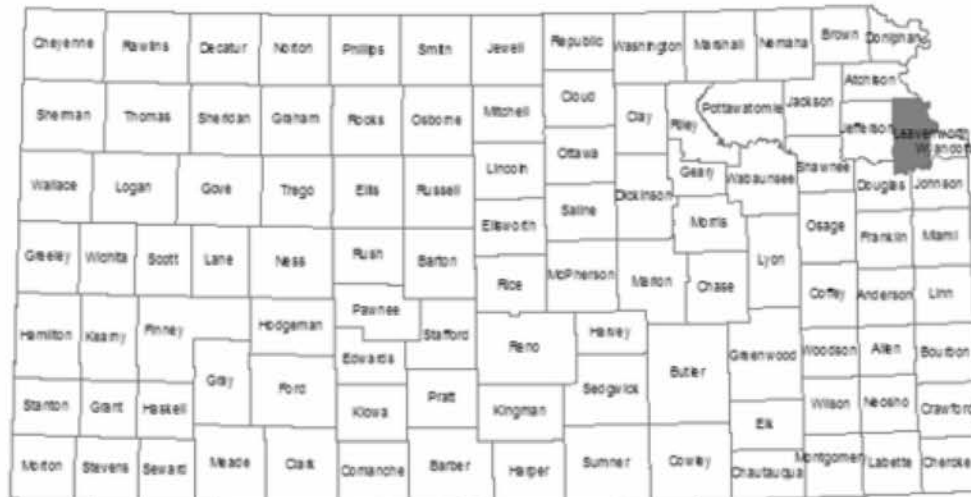 Cheyenne Rawlins Decatur Norton Phillips Smith Jewell Republic Washington Marshall Nemaha Brown Doniphan
Atchison
Sherman Thomas Sheridan Graham Rooks Osborne Mitchell Cloud Clay Riley Pottawatomie Jackson Jefferson Leavenworth
Wyandott
Wallace Logan Gove Trego Ellis Russell Lincoln Ottawa Dickinson Geary Wabaunsee Shawnee Douglas Johnson
Ellsworth Saline Morris Osage
Greeley Wichita Scott Lane Ness Rush Barton Rice McPherson Marion Chase Lyon Franklin Miami
Coffey Anderson Linn
Hamilton Kearny Finney Hodgeman Pawnee Stafford Reno Harvey
Edwards Butler Greenwood Woodson Allen Bourbon
Gray Ford Sedgwick
Stanton Grant Haskell Kiowa Pratt Kingman Elk Wilson Neosho Crawford
Morton Stevens Seward Meade Clark Comanche Barber Harper Sumner Cowley Chautauqua Montgomery Labette Cheroke